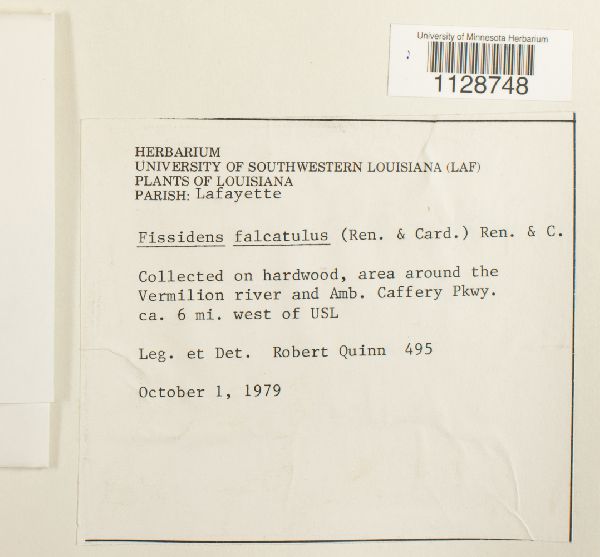 University of Minnesota Herbarium
1128748
HERBARIUM
UNIVERSITY OF SOUTHWESTERN LOUISIANA (LAF)
PLANTS OF LOUISIANA
PARISH: Lafayette
Fissidens falcatulus (Ren. & Card.) Ren. & C.
Collected on hardwood, area around the
Vermilion river and Amb. Caffery Pkwy.
ca. 6 mi. west of USL
Leg. et Det. Robert Quinn 495
October 1, 1979